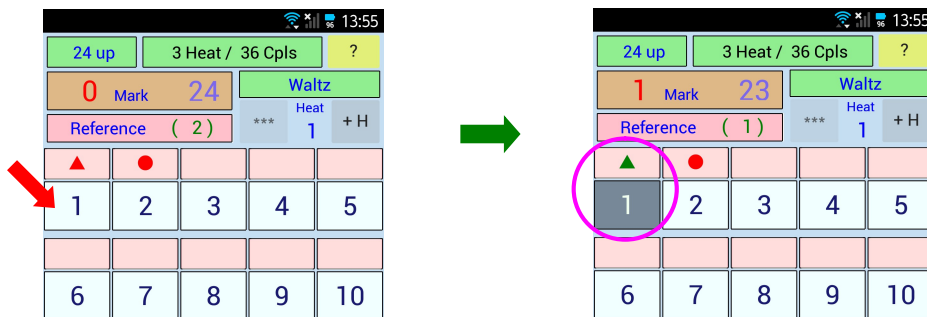 96 13:55
24 up 3 Heat / 36 Cpls ?
0 Mark 24 Waltz
Reference ( 2 ) *** Heat 1 + H
1 2 3 4 5
6 7 8 9 10
96 13:55
24 up 3 Heat / 36 Cpls ?
1 Mark 23 Waltz
Reference ( 1 ) *** Heat 1 + H
1 2 3 4 5
6 7 8 9 10